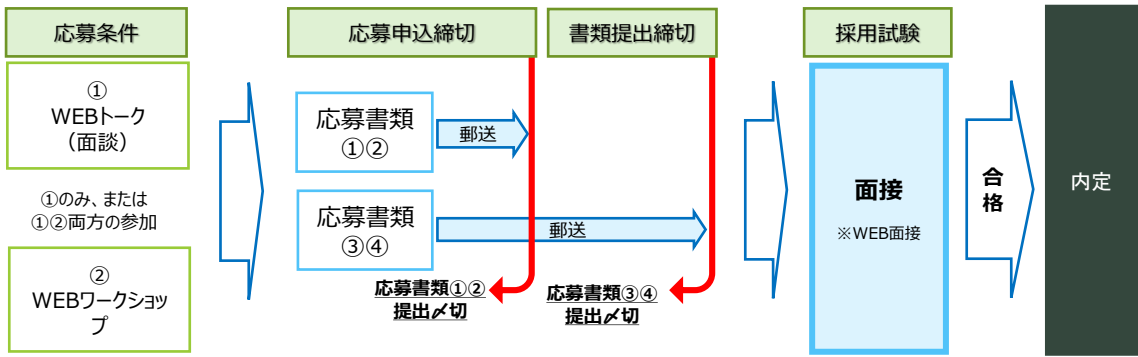 応募条件
①
WEBトーク
（面談）
①のみ、または
①②両方の参加
②
WEBワークショッ
プ
応募申込締切
書類提出締切
応募書類
①②
郵送
応募書類
③④
郵送
応募書類①②
提出〆切
応募書類③④
提出〆切
採用試験
面接
※WEB面接
合
格
内定